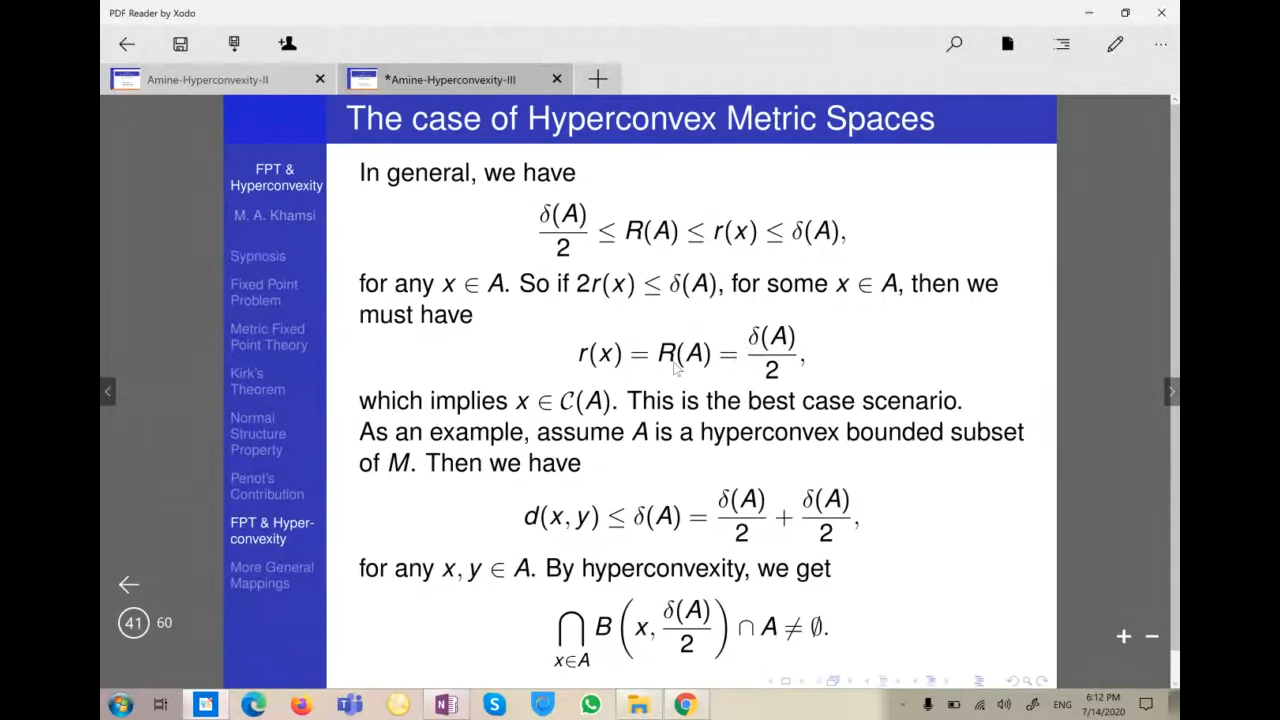 PDF Reader by Xodo
Amine-Hyperconvexity-II
*Amine-Hyperconvexity-III
The case of Hyperconvex Metric Spaces
FPT &
Hyperconvexity
M. A. Khamsi
Sypnosis
Fixed Point
Problem
Metric Fixed
Point Theory
Kirk's
Theorem
Normal
Structure
Property
Penot's
Contribution
FPT & Hyper-
convexity
More General
Mappings
In general, we have
δ(A)/2 ≤ R(A) ≤ r(x) ≤ δ(A),
for any x ∈ A. So if 2r(x) ≤ δ(A), for some x ∈ A, then we
must have
r(x) = R(A) = δ(A)/2,
which implies x ∈ C(A). This is the best case scenario.
As an example, assume A is a hyperconvex bounded subset
of M. Then we have
d(x, y) ≤ δ(A) = δ(A)/2 + δ(A)/2,
for any x, y ∈ A. By hyperconvexity, we get
⋂ x∈A B(x, δ(A)/2) ∩ A ≠ ∅.
41 60
ENG
6:12 PM
7/14/2020